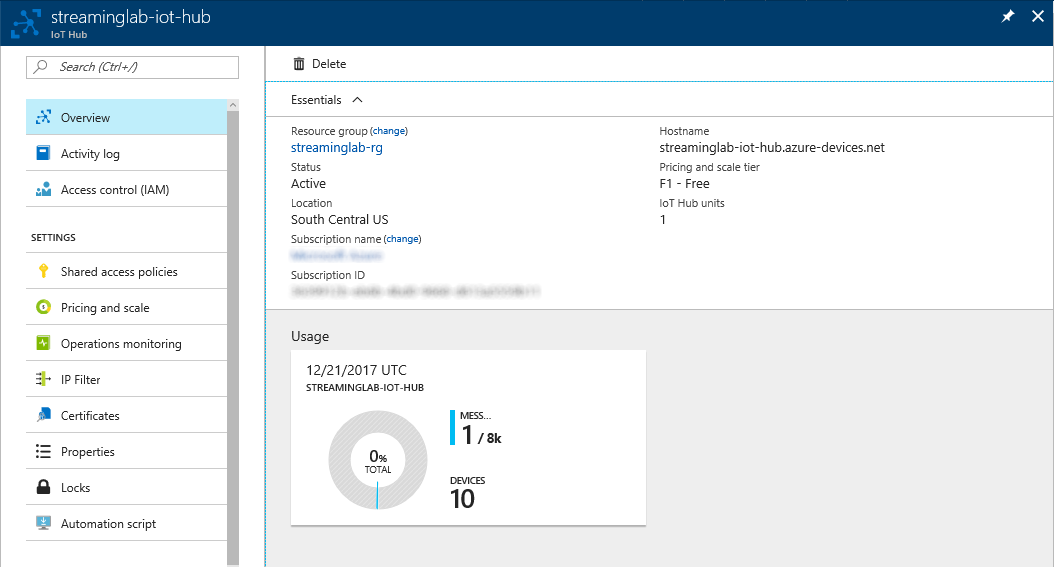 streaminglab-iot-hub
IoT Hub
Search (Ctrl+/)
Overview
Activity log
Access control (IAM)
SETTINGS
Shared access policies
Pricing and scale
Operations monitoring
IP Filter
Certificates
Properties
Locks
Automation script
Delete
Essentials
Resource group (change)
streaminglab-rg
Status
Active
Location
South Central US
Subscription name (change)
Subscription ID
Hostname
streaminglab-iot-hub.azure-devices.net
Pricing and scale tier
F1 - Free
IoT Hub units
1
Usage
12/21/2017 UTC
STREAMINGLAB-IOT-HUB
0%
TOTAL
MESS...
1 / 8k
DEVICES
10